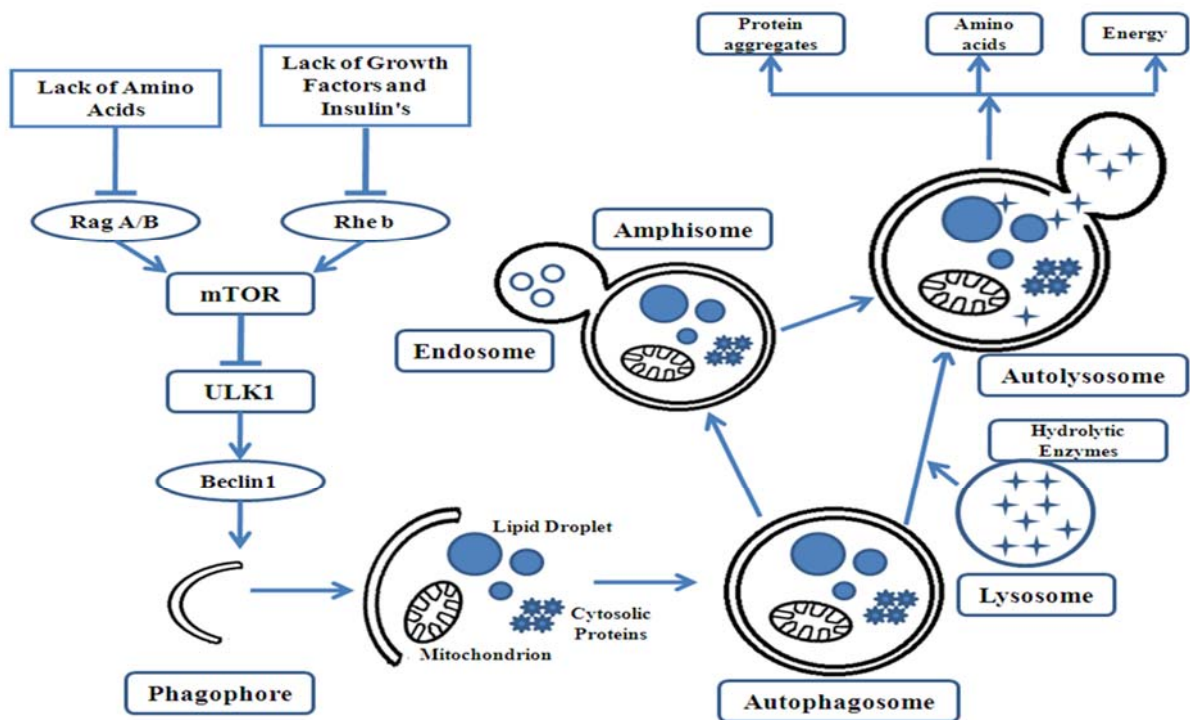 Protein
aggregates
Amino
acids
Energy
Lack of Amino
Acids
Lack of Growth
Factors and
Insulin's
Rag A/B
Rhe b
mTOR
ULK1
Beclin1
Phagophore
Lipid Droplet
Cytosolic
Proteins
Mitochondrion
Amphisome
Endosome
Autophagosome
Autolysosome
Hydrolytic
Enzymes
Lysosome